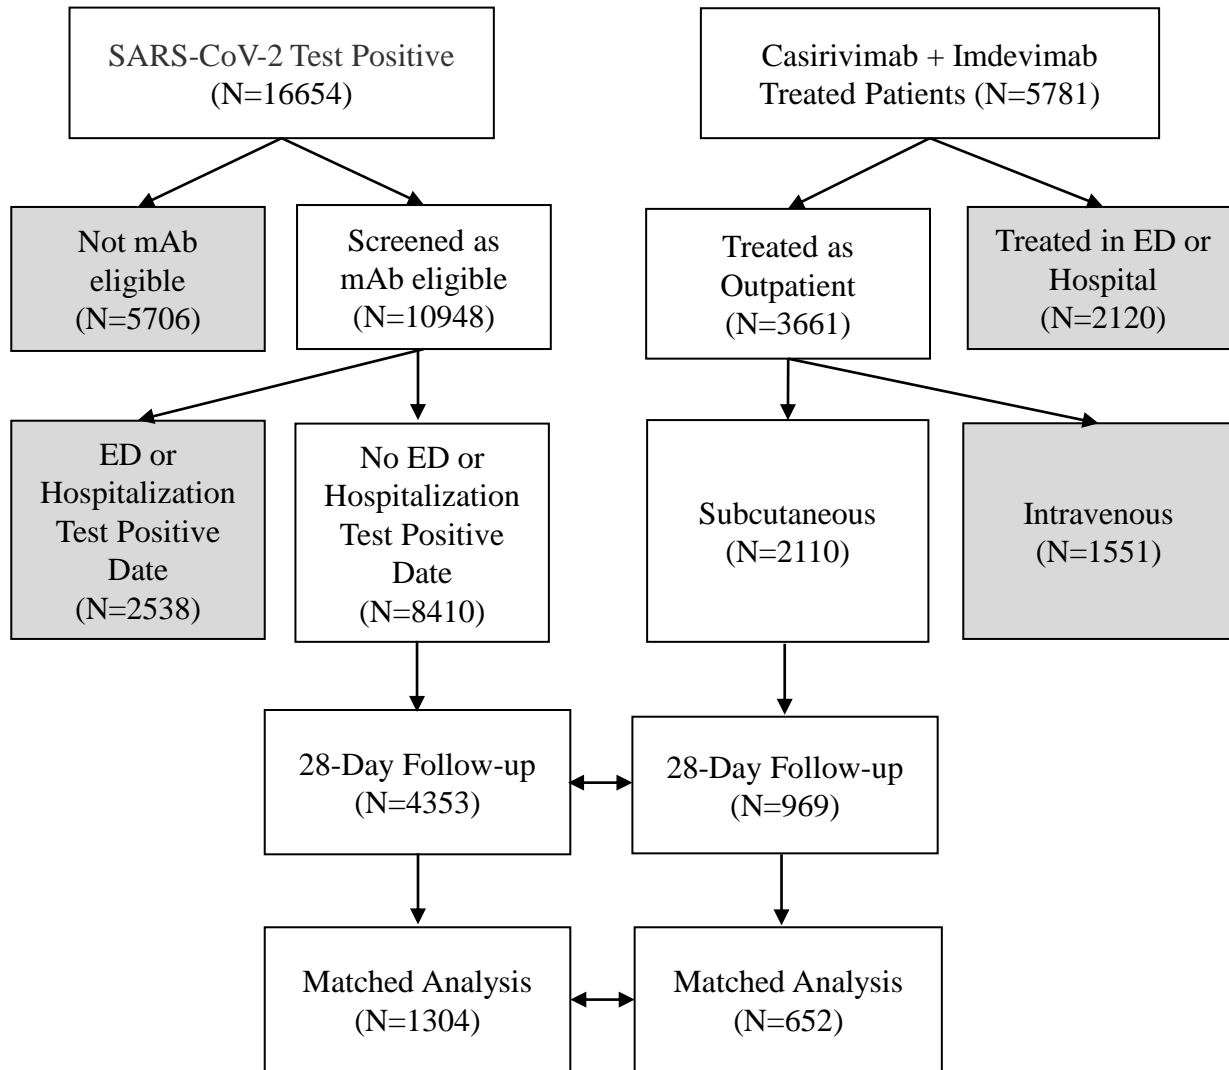 SARS-CoV-2 Test Positive
(N=16654)
Casirivimab + Imdevimab
Treated Patients (N=5781)
Not mAb
eligible
(N=5706)
Screened as
mAb eligible
(N=10948)
Treated as
Outpatient
(N=3661)
Treated in ED or
Hospital
(N=2120)
ED or
Hospitalization
Test Positive
Date
(N=2538)
No ED or
Hospitalization
Test Positive
Date
(N=8410)
Subcutaneous
(N=2110)
Intravenous
(N=1551)
28-Day Follow-up
(N=4353)
28-Day Follow-up
(N=969)
Matched Analysis
(N=1304)
Matched Analysis
(N=652)